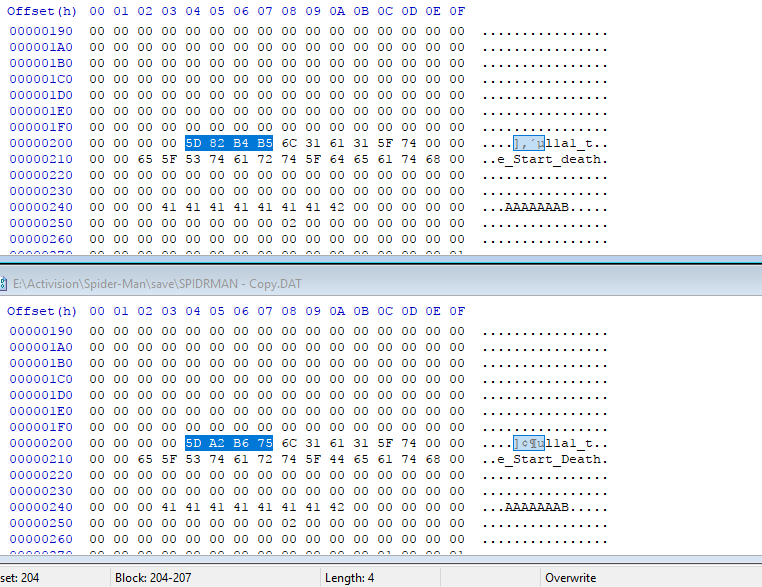 Offset(h) 00 01 02 03 04 05 06 07 08 09 0A 0B 0C 0D 0E 0F
00000190 00 00 00 00 00 00 00 00 00 00 00 00 00 00 00 00 ................
000001A0 00 00 00 00 00 00 00 00 00 00 00 00 00 00 00 00 ................
000001B0 00 00 00 00 00 00 00 00 00 00 00 00 00 00 00 00 ................
000001C0 00 00 00 00 00 00 00 00 00 00 00 00 00 00 00 00 ................
000001D0 00 00 00 00 00 00 00 00 00 00 00 00 00 00 00 00 ................
000001E0 00 00 00 00 00 00 00 00 00 00 00 00 00 00 00 00 ................
000001F0 00 00 00 00 00 00 00 00 00 00 00 00 00 00 00 00 ................
00000200 00 00 00 00 5D 82 B4 B5 6C 31 61 31 5F 74 00 00 ....]‚´µl1a1_t..
00000210 00 00 65 5F 53 74 61 72 74 5F 64 65 61 74 68 00 ..e_Start_death.
00000220 00 00 00 00 00 00 00 00 00 00 00 00 00 00 00 00 ................
00000230 00 00 00 00 00 00 00 00 00 00 00 00 00 00 00 00 ................
00000240 00 00 00 41 41 41 41 41 41 41 42 00 00 00 00 00 ...AAAAAAAB.....
00000250 00 00 00 00 00 00 00 00 02 00 00 00 00 00 00 00 ................
00000260 00 00 00 00 00 00 00 00 00 00 00 00 00 00 00 00 ................
E:\Activision\Spider-Man\save\SPIDRMAN - Copy.DAT
Offset(h) 00 01 02 03 04 05 06 07 08 09 0A 0B 0C 0D 0E 0F
00000190 00 00 00 00 00 00 00 00 00 00 00 00 00 00 00 00 ................
000001A0 00 00 00 00 00 00 00 00 00 00 00 00 00 00 00 00 ................
000001B0 00 00 00 00 00 00 00 00 00 00 00 00 00 00 00 00 ................
000001C0 00 00 00 00 00 00 00 00 00 00 00 00 00 00 00 00 ................
000001D0 00 00 00 00 00 00 00 00 00 00 00 00 00 00 00 00 ................
000001E0 00 00 00 00 00 00 00 00 00 00 00 00 00 00 00 00 ................
000001F0 00 00 00 00 00 00 00 00 00 00 00 00 00 00 00 00 ................
00000200 00 00 00 00 5D A2 B6 75 6C 31 61 31 5F 74 00 00 ....]¢¶ul1a1_t..
00000210 00 00 65 5F 53 74 61 72 74 5F 44 65 61 74 68 00 ..e_Start_Death.
00000220 00 00 00 00 00 00 00 00 00 00 00 00 00 00 00 00 ................
00000230 00 00 00 00 00 00 00 00 00 00 00 00 00 00 00 00 ................
00000240 00 00 00 41 41 41 41 41 41 41 42 00 00 00 00 00 ...AAAAAAAB.....
00000250 00 00 00 00 00 00 00 00 02 00 00 00 00 00 00 00 ................
00000260 00 00 00 00 00 00 00 00 00 00 00 00 00 00 00 00 ................
set: 204 Block: 204-207 Length: 4 Overwrite